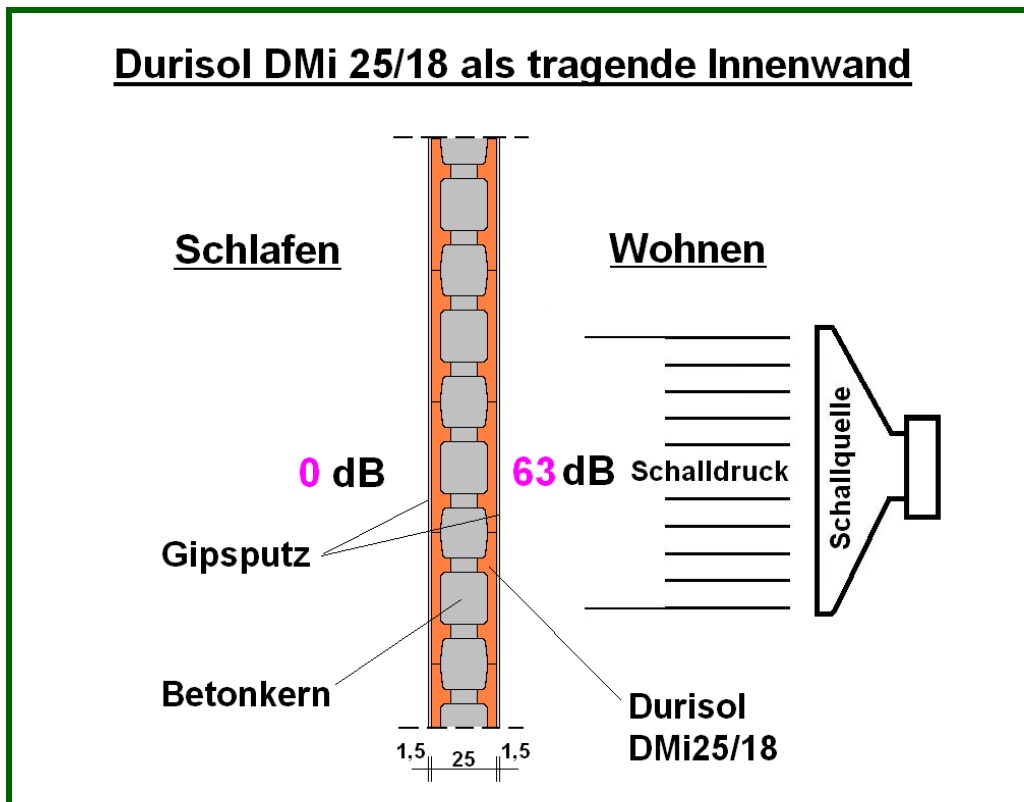 Durisol DMi 25/18 als tragende Innenwand
Schlafen
Wohnen
0 dB
63 dB
Schalldruck
Schallquelle
Gipsputz
Betonkern
Durisol
DMi25/18
1,5
25
1,5